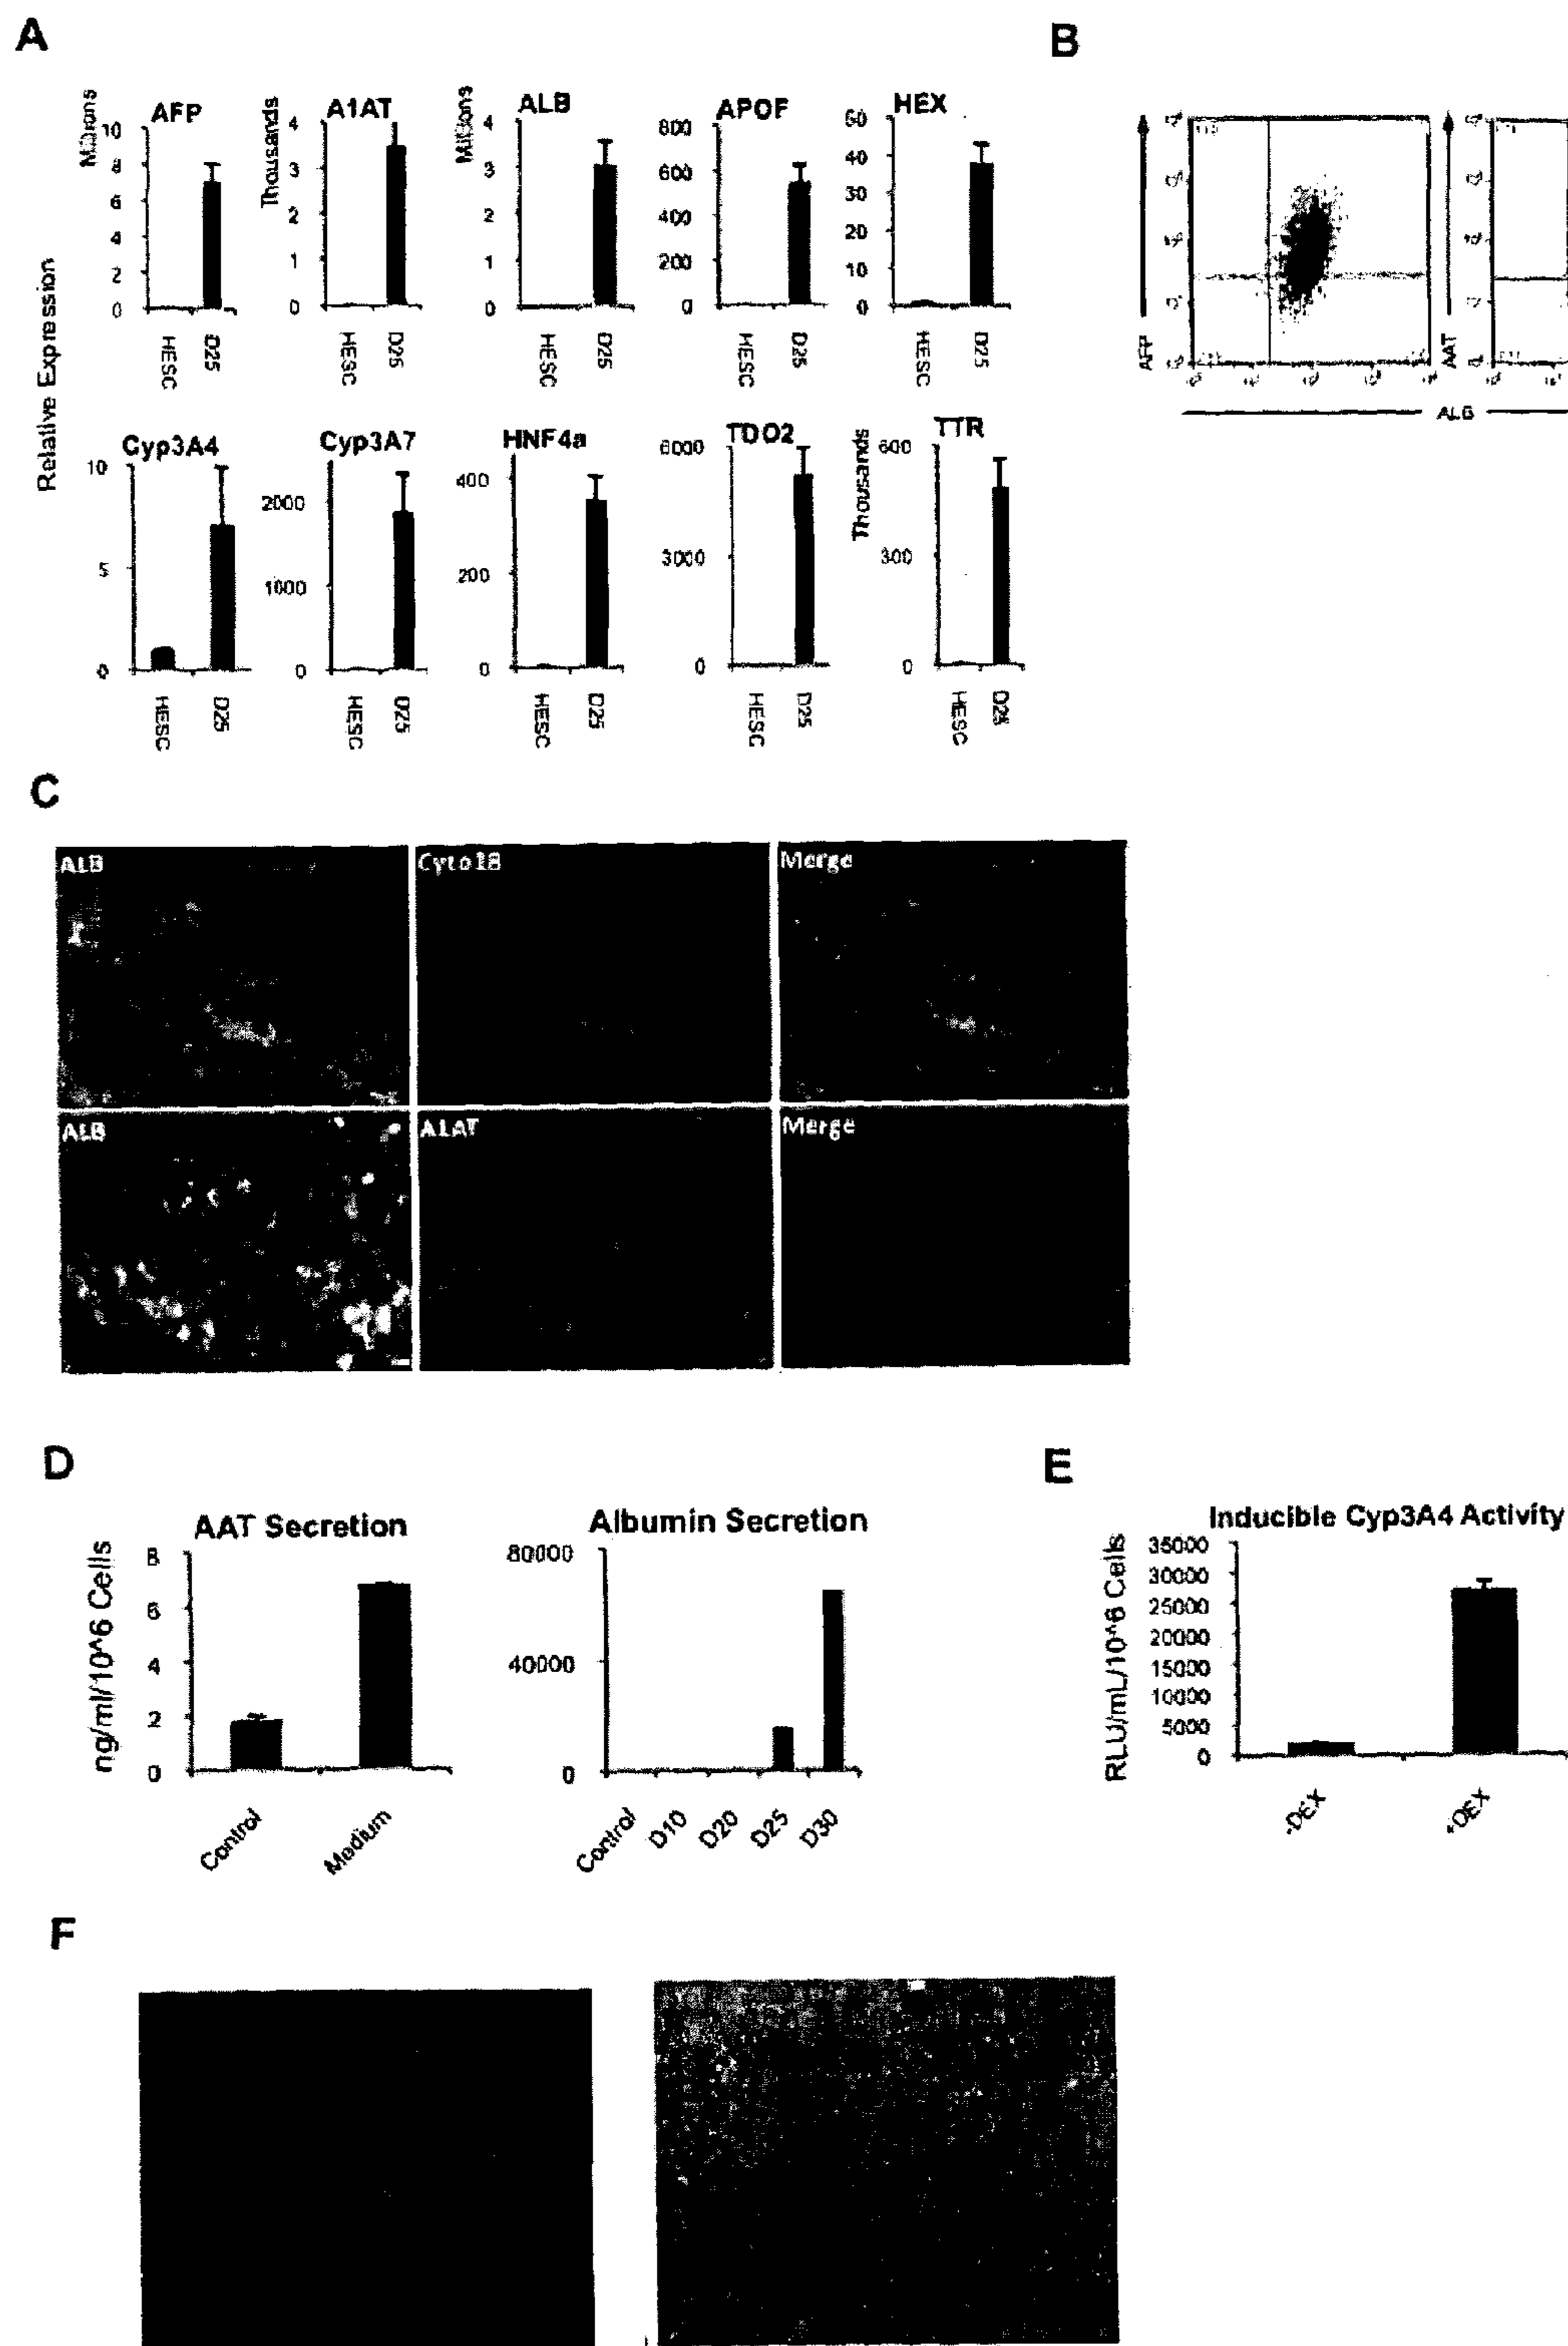 A
B
Millions
AFP
10
8
6
4
2
0
HESC
D25
Thousands
A1AT
4
3
2
1
0
HESC
D25
Millions
ALB
4
3
2
1
0
HESC
D25
APOF
800
600
400
200
0
HESC
D25
HEX
50
40
30
20
10
0
HESC
D25
Relative Expression
Cyp3A4
10
5
0
HESC
D25
Cyp3A7
2000
1000
0
HESC
D25
HNF4a
400
200
0
HESC
D25
TDO2
6000
3000
0
HESC
D25
Thousands
TTR
600
300
0
HESC
D25
AFP
AAT
ALB
C
ALB
Cyto18
Merge
ALB
A1AT
Merge
D
AAT Secretion
ng/ml/10^6 Cells
8
6
4
2
0
Control
Medium
Albumin Secretion
80000
40000
0
Control
D10
D20
D25
D30
E
Inducible Cyp3A4 Activity
RLU/mL/10^6 Cells
35000
30000
25000
20000
15000
10000
5000
0
-DEX
+DEX
F